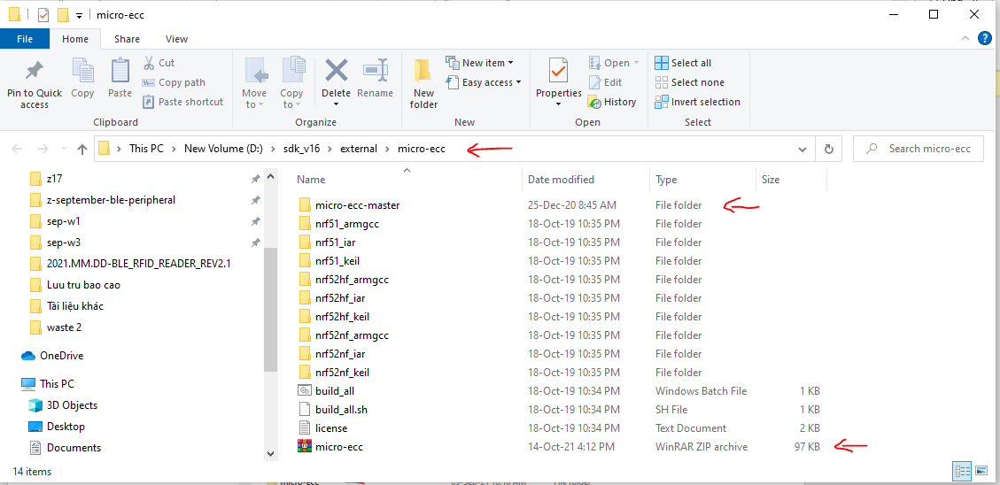 micro-ecc
File Home Share View
Pin to Quick access
Copy
Paste
Cut
Copy path
Paste shortcut
Clipboard
Move to
Copy to
Delete
Rename
Organize
New folder
New item
Easy access
New
Properties
Open
Edit
History
Open
Select all
Select none
Invert selection
Select
This PC > New Volume (D:) > sdk_v16 > external > micro-ecc
Search micro-ecc
z17
z-september-ble-peripheral
sep-w1
sep-w3
2021.MM.DD-BLE_RFID_READER_REV2.1
Luu tru bao cao
Tài liệu khác
waste 2
OneDrive
This PC
3D Objects
Desktop
Documents
Name Date modified Type Size
micro-ecc-master 25-Dec-20 8:45 AM File folder
nrf51_armgcc 18-Oct-19 10:35 PM File folder
nrf51_iar 18-Oct-19 10:35 PM File folder
nrf51_keil 18-Oct-19 10:35 PM File folder
nrf52hf_armgcc 18-Oct-19 10:35 PM File folder
nrf52hf_iar 18-Oct-19 10:35 PM File folder
nrf52hf_keil 18-Oct-19 10:35 PM File folder
nrf52nf_armgcc 18-Oct-19 10:35 PM File folder
nrf52nf_iar 18-Oct-19 10:35 PM File folder
nrf52nf_keil 18-Oct-19 10:35 PM File folder
build_all 18-Oct-19 10:34 PM Windows Batch File 1 KB
build_all.sh 18-Oct-19 10:34 PM SH File 1 KB
license 18-Oct-19 10:34 PM Text Document 2 KB
micro-ecc 14-Oct-21 4:12 PM WinRAR ZIP archive 97 KB
14 items